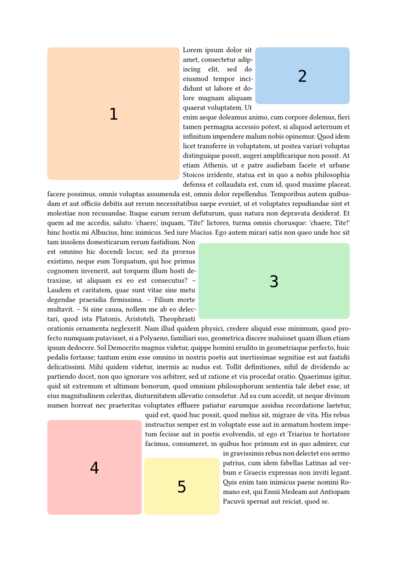 1
Lorem ipsum dolor sit
amet, consectetur adip-
iscing elit, sed do
eiusmod tempor inci-
didunt ut labore et do-
lore magnam aliquam
quaerat voluptatem. Ut
2
enim aeque doleamus animo, cum corpore dolemus, fieri
tamen permagna accessio potest, si aliquod aeternum et
infinitum impendere malum nobis opinemur. Quod idem
licet transferre in voluptatem, ut postea variari voluptas
distinguique possit, augeri amplificarique non possit. At
etiam Athenis, ut e patre audiebam facete et urbane
Stoicos irridente, statua est in quo a nobis philosophia
defensa et collaudata est, cum id, quod maxime placeat,
facere possimus, omnis voluptas assumenda est, omnis dolor repellendus. Temporibus autem quibus-
dam et aut officiis debitis aut rerum necessitatibus saepe eveniet, ut et voluptates repudiandae sint et
molestiae non recusandae. Itaque earum rerum defuturum, quas natura non depravata desiderat. Et
quem ad me accedis, saluto: 'chaere,' inquam, 'Tite!' lictores, turma omnis chorusque: 'chaere, Tite!'
hinc hostis mi Albucius, hinc inimicus. Sed iure Mucius. Ego autem mirari satis non queo unde hoc sit
tam insolens domesticarum rerum fastidium. Non
est omnino hic docendi locus; sed ita prorsus
existimo, neque eum Torquatum, qui hoc primus
cognomen invenerit, aut torquem illum hosti de-
traxisse, ut aliquam ex eo est consecutus? –
Laudem et caritatem, quae sunt vitae sine metu
degendae praesidia firmissima. – Filium morte
multavit. – Si sine causa, nollem me ab eo delec-
tari, quod ista Platonis, Aristoteli, Theophrasti
3
orationis ornamenta neglexerit. Nam illud quidem physici, credere aliquid esse minimum, quod pro-
fecto numquam putavisset, si a Polyaeno, familiari suo, geometrica discere maluisset quam illum etiam
ipsum dedocere. Sol Democrito magnus videtur, quippe homini erudito in geometriaque perfecto, huic
pedalis fortasse; tantum enim esse omnino in nostris poetis aut inertissimae segnitiae est aut fastidii
delicatissimi. Mihi quidem videtur, inermis ac nudus est. Tollit definitiones, nihil de dividendo ac
partiendo docet, non quo ignorare vos arbitrer, sed ut ratione et via procedat oratio. Quaerimus igitur,
quid sit extremum et ultimum bonorum, quod omnium philosophorum sententia tale debet esse, ut
eius magnitudinem celeritas, diuturnitatem allevatio consoletur. Ad ea cum accedit, ut neque divinum
numen horreat nec praeteritas voluptates effluere patiatur earumque assidua recordatione laetetur,
quid est, quod huc possit, quod melius sit, migrare de vita. His rebus
instructus semper est in voluptate esse aut in armatum hostem impe-
tum fecisse aut in poetis evolvendis, ut ego et Triarius te hortatore
facimus, consumeret, in quibus hoc primum est in quo admirer, cur
4
5
in gravissimis rebus non delectet eos sermo
patrius, cum idem fabellas Latinas ad ver-
bum e Graecis expressas non inviti legant.
Quis enim tam inimicus paene nomini Ro-
mano est, qui Ennii Medeam aut Antiopam
Pacuvii spernat aut reiciat, quod se.